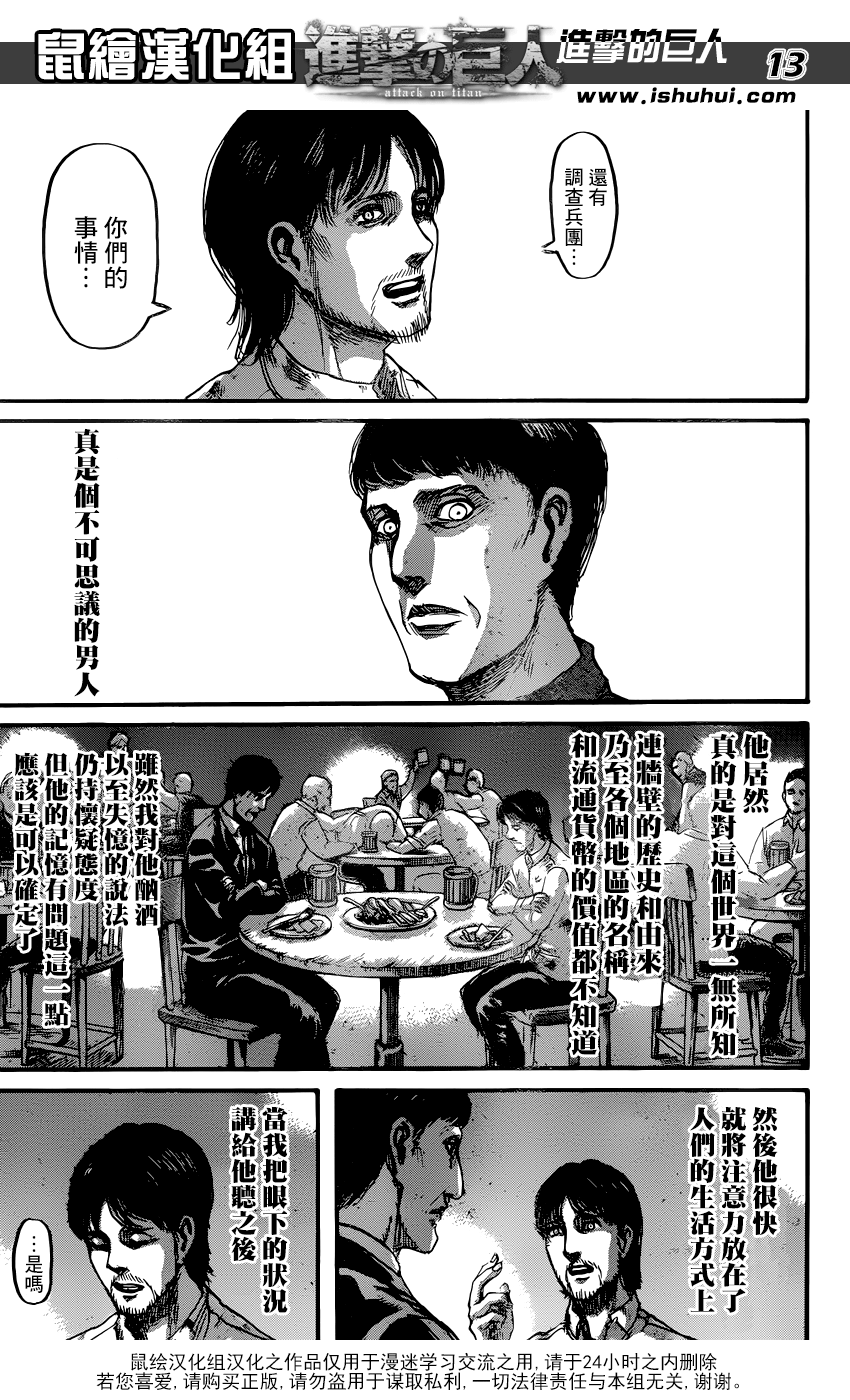 鼠繪漢化組
進撃の巨人
attack on titan
進擊的巨人
13
www.ishuhui.com
還有
調查兵團…
你們的
事情…
真是個不可思議的男人
他居然
真的是對這個世界一無所知
連牆壁的歷史和由來
乃至各個地區的名稱
和流通貨幣的價值都不知道
雖然我對他酗酒
以至失憶的說法
仍持懷疑態度
但他的記憶有問題這一點
應該是可以確定了
然後他很快
就將注意力放在了
人們的生活方式上
當我把眼下的狀況
講給他聽之後
…是嗎
鼠绘汉化组汉化之作品仅用于漫迷学习交流之用,请于24小时之内删除
若您喜爱,请购买正版,请勿盗用于谋取私利,一切法律责任与本组无关,谢谢。